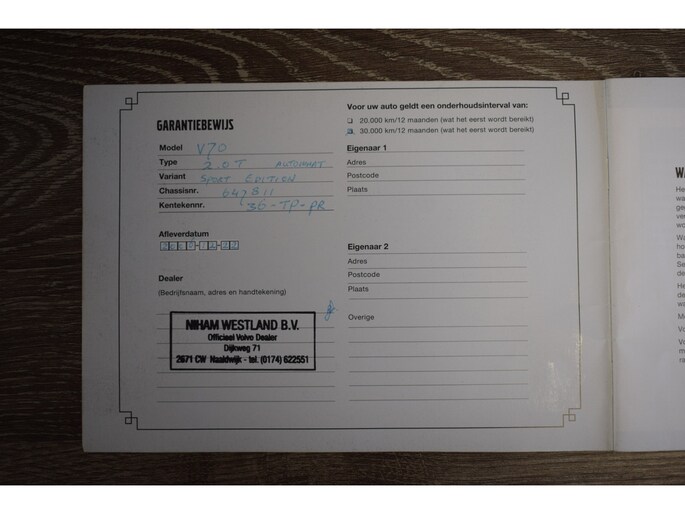 GARANTIEBEWIJS
Model V70
Type 2.0T AUTOMAAT
Variant SPORT EDITION
Chassisnr. 647811
Kentekennr. 36-TP-PR
Afleverdatum
Dealer
(Bedrijfsnaam, adres en handtekening)
NIHAM WESTLAND B.V.
Officieel Volvo Dealer
Dijkweg 71
2671 CW Naaldwijk - tel. (0174) 622551
Voor uw auto geldt een onderhoudsinterval van:
20.000 km/12 maanden (wat het eerst wordt bereikt)
30.000 km/12 maanden (wat het eerst wordt bereikt)
Eigenaar 1
Adres
Postcode
Plaats
Eigenaar 2
Adres
Postcode
Plaats
Overige